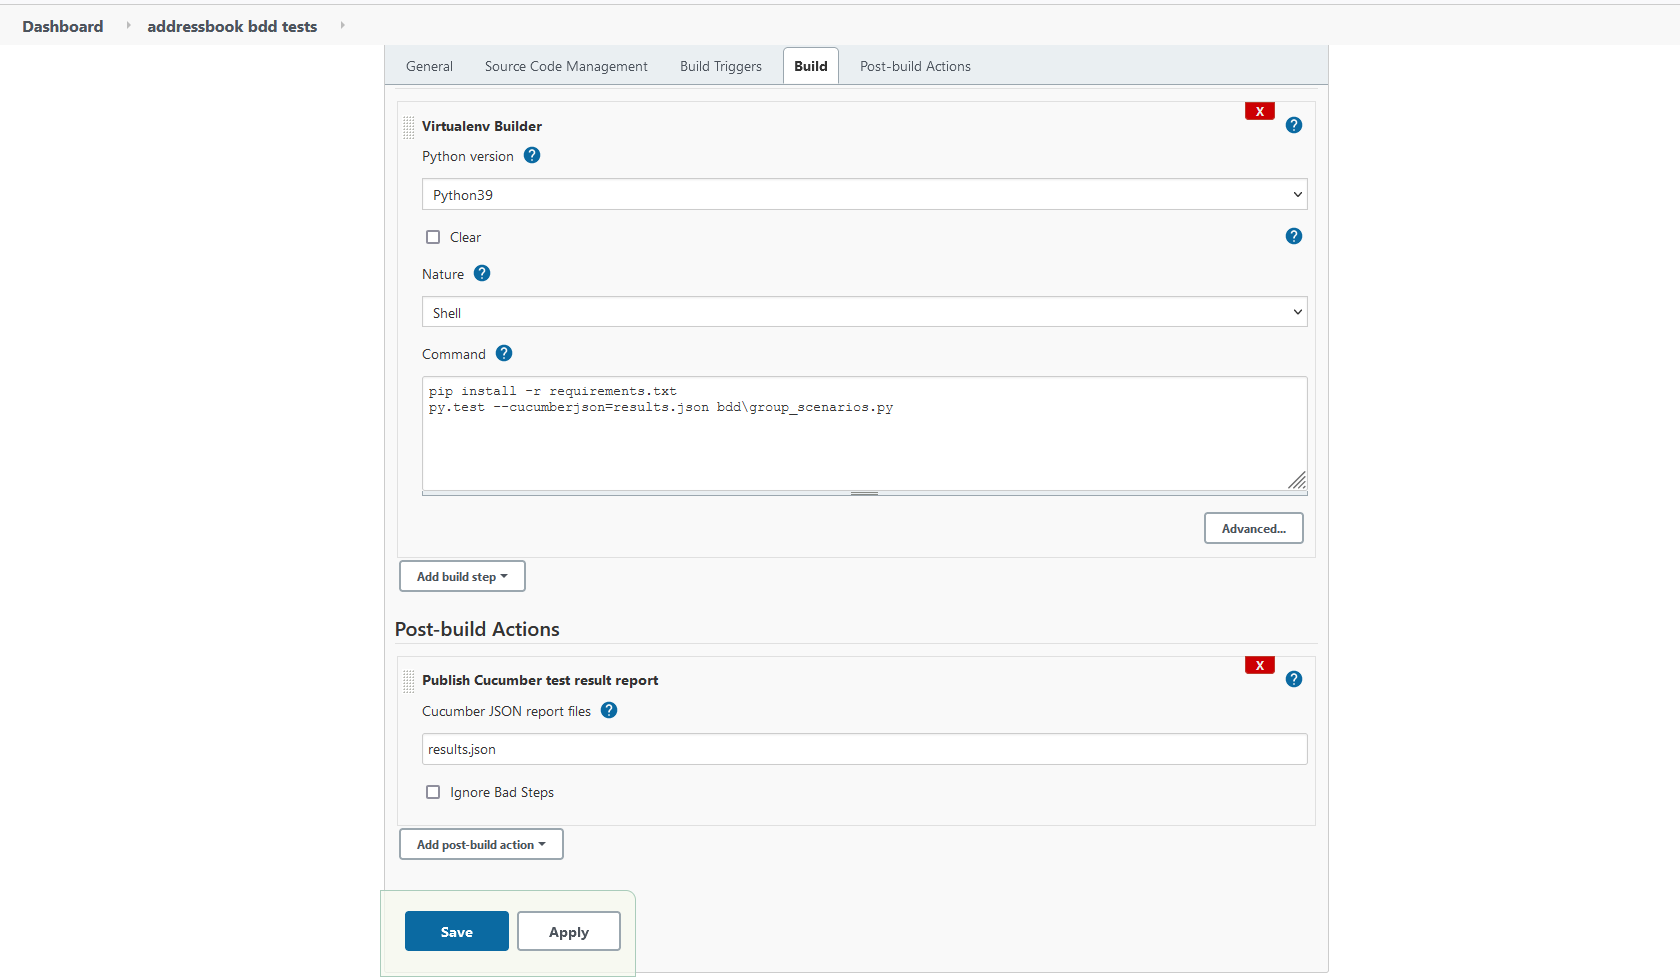 Dashboard
addressbook bdd tests
General
Source Code Management
Build Triggers
Build
Post-build Actions
X
Virtualenv Builder
?
Python version ?
Python39
Clear
?
Nature ?
Shell
Command ?
pip install -r requirements.txt
py.test --cucumberjson=results.json bdd\group_scenarios.py
Advanced...
Add build step
Post-build Actions
X
Publish Cucumber test result report
?
Cucumber JSON report files ?
results.json
Ignore Bad Steps
Add post-build action
Save
Apply